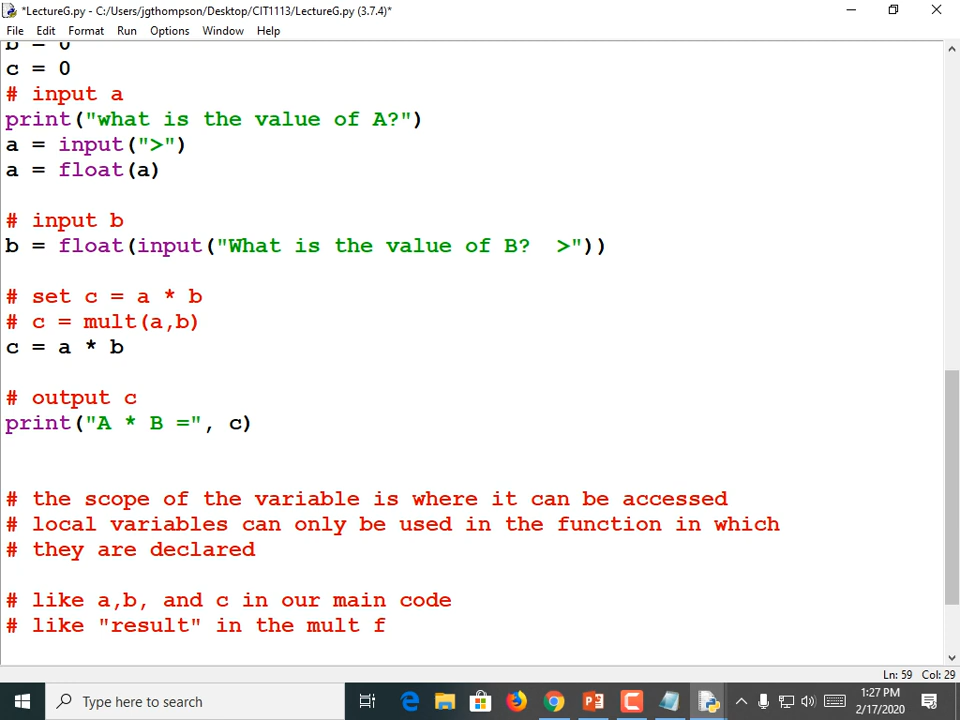 *LectureG.py - C:/Users/jgthompson/Desktop/CIT1113/LectureG.py (3.7.4)*
File Edit Format Run Options Window Help
b = 0
c = 0
# input a
print("what is the value of A?")
a = input(">")
a = float(a)
# input b
b = float(input("What is the value of B?  >"))
# set c = a * b
# c = mult(a,b)
c = a * b
# output c
print("A * B =", c)
# the scope of the variable is where it can be accessed
# local variables can only be used in the function in which
# they are declared
# like a,b, and c in our main code
# like "result" in the mult f
Ln: 59 Col: 29
Type here to search
1:27 PM
2/17/2020